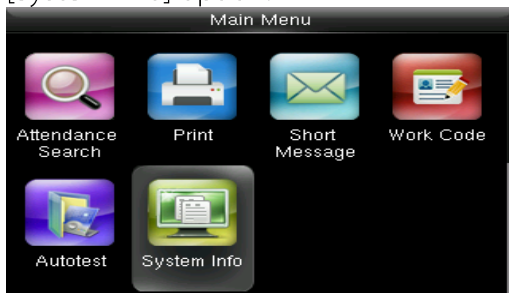 Main Menu
Attendance
Search
Print
Short
Message
Work Code
Autotest
System Info